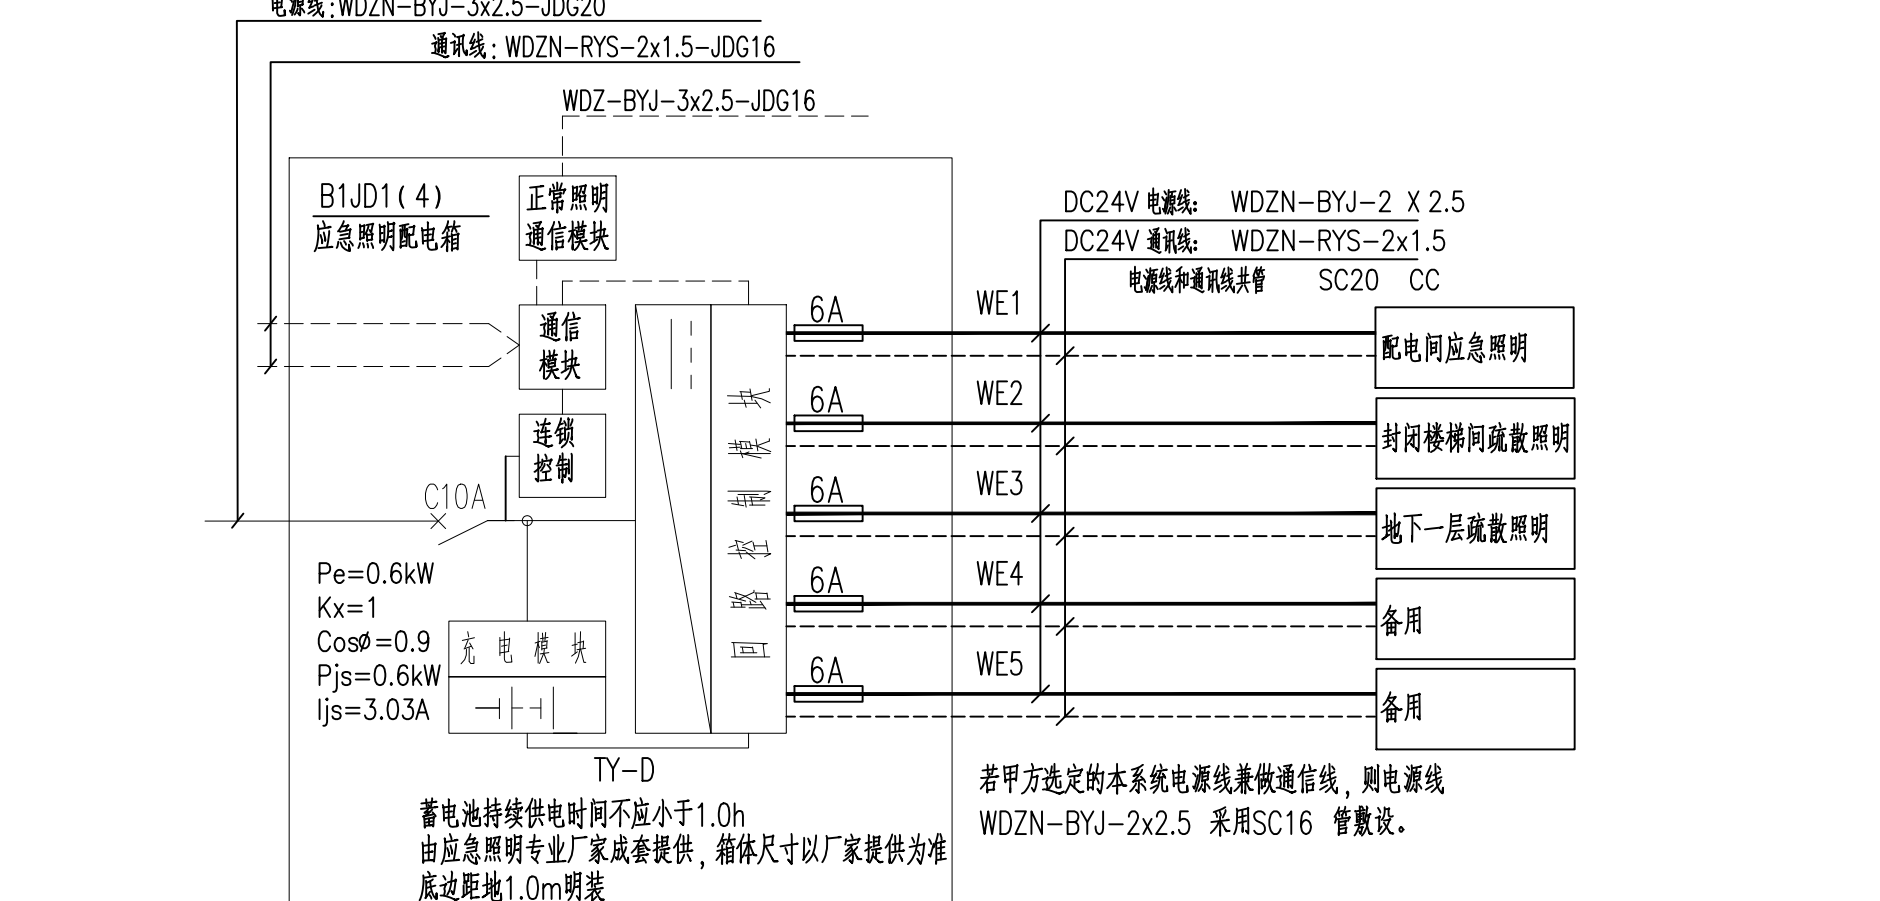 电源线:WDZN-BYJ-3x2.5-JDG20
通讯线: WDZN-RYS-2x1.5-JDG16
WDZ-BYJ-3x2.5-JDG16
B1JD1(4)
应急照明配电箱
正常照明
通信模块
通信
模块
连锁
控制
C10A
Pe=0.6kW
Kx=1
Cosø=0.9
Pjs=0.6kW
Ijs=3.03A
充电模块
回路控制模块
TY-D
蓄电池持续供电时间不应小于1.0h
由应急照明专业厂家成套提供, 箱体尺寸以厂家提供为准
底边距地1.0m明装
DC24V 电源线: WDZN-BYJ-2 X 2.5
DC24V 通讯线: WDZN-RYS-2x1.5
电源线和通讯线共管 SC20 CC
6A WE1 配电间应急照明
6A WE2 封闭楼梯间疏散照明
6A WE3 地下一层疏散照明
6A WE4 备用
6A WE5 备用
若甲方选定的本系统电源线兼做通信线, 则电源线
WDZN-BYJ-2x2.5 采用SC16 管敷设。